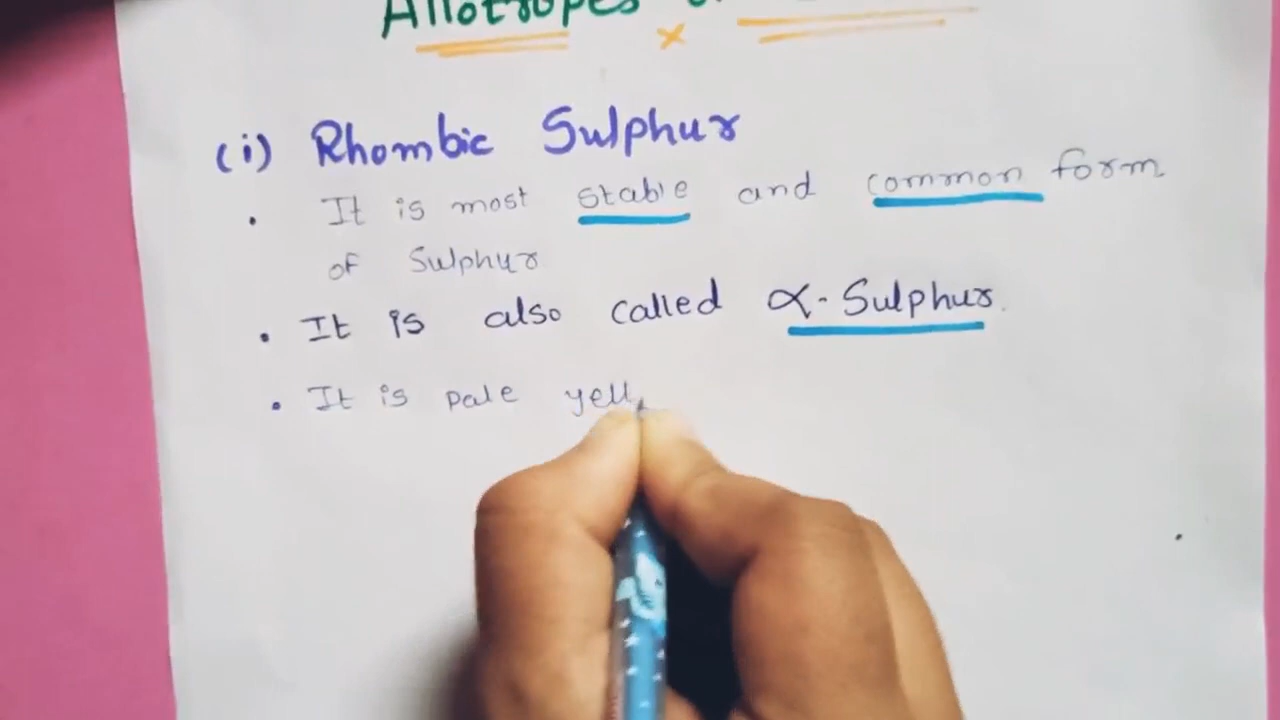 Allotropes
(i) Rhombic Sulphur
• It is most stable and common form
of Sulphur
• It is also called α-Sulphur.
• It is pale yell